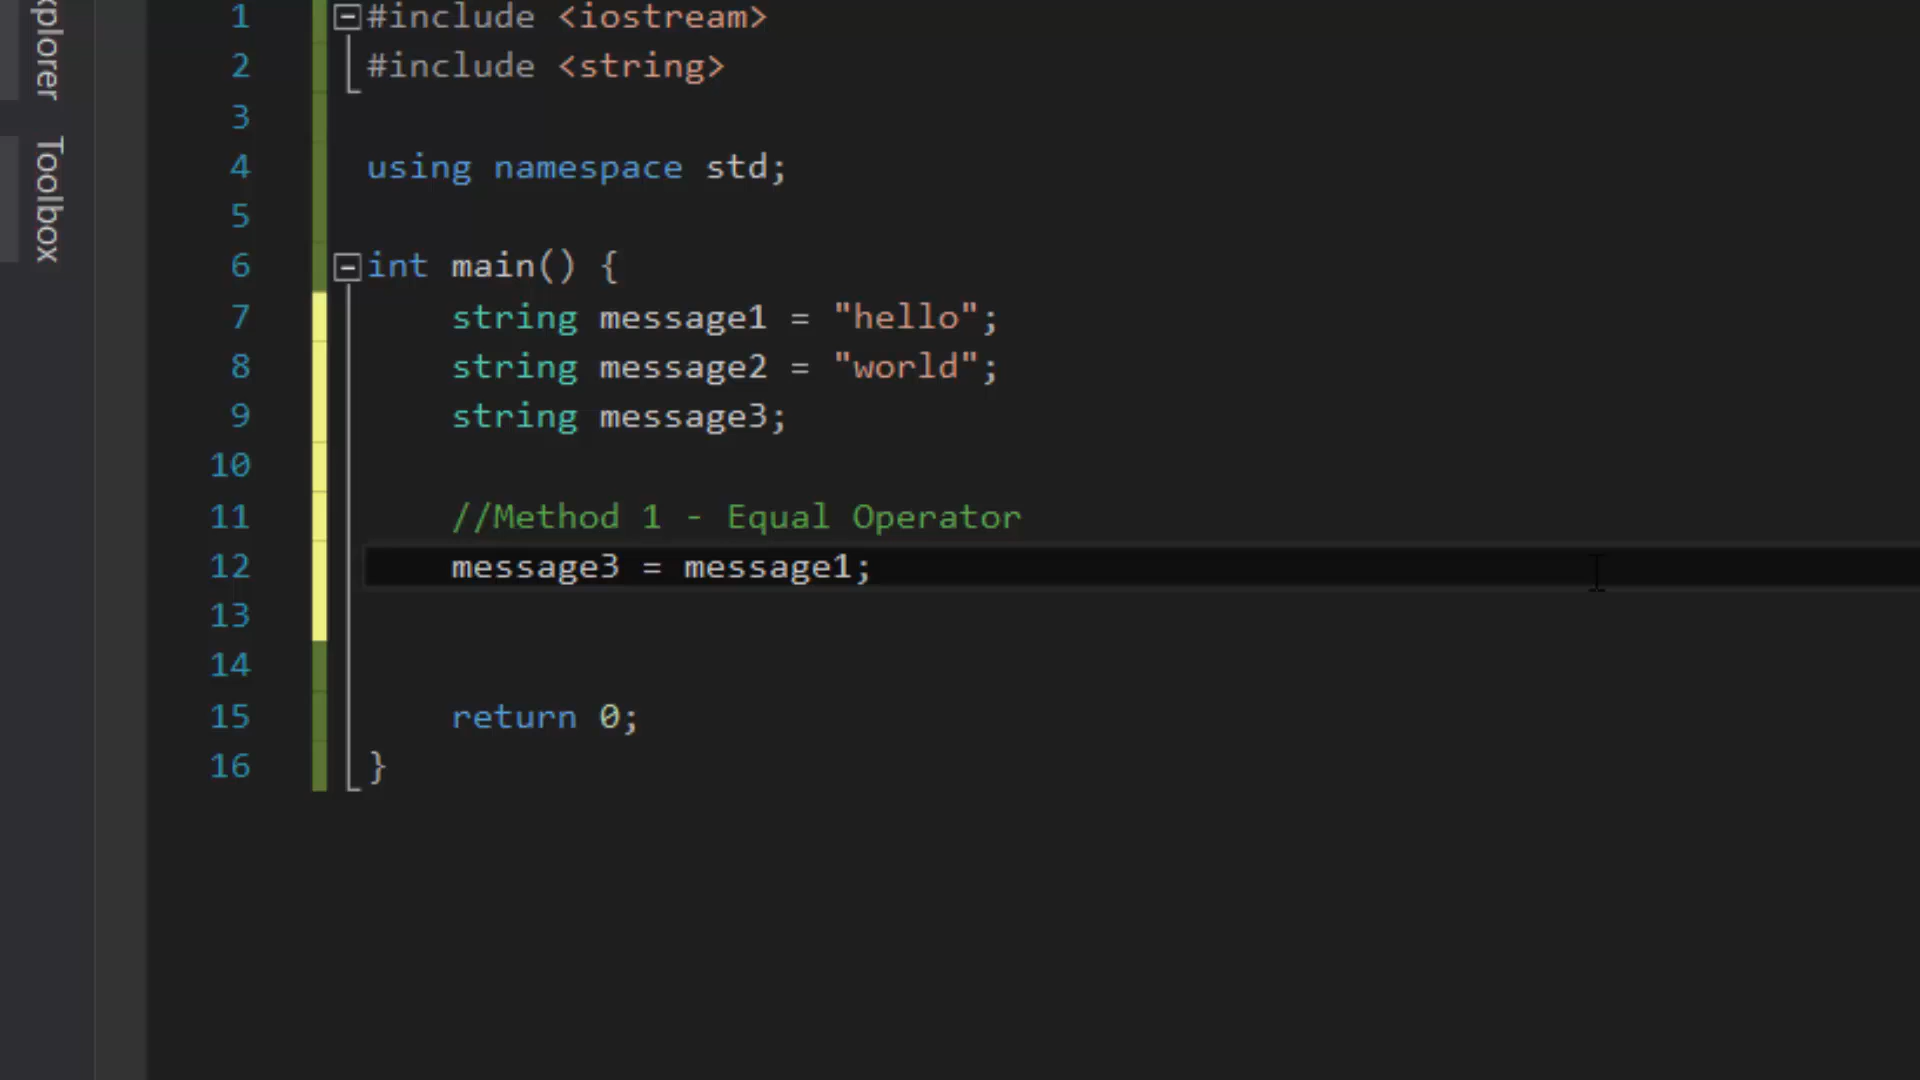 plorer
Toolbox
1 #include <iostream>
2 #include <string>
3
4 using namespace std;
5
6 int main() {
7 string message1 = "hello";
8 string message2 = "world";
9 string message3;
10
11 //Method 1 - Equal Operator
12 message3 = message1;
13
14
15 return 0;
16 }